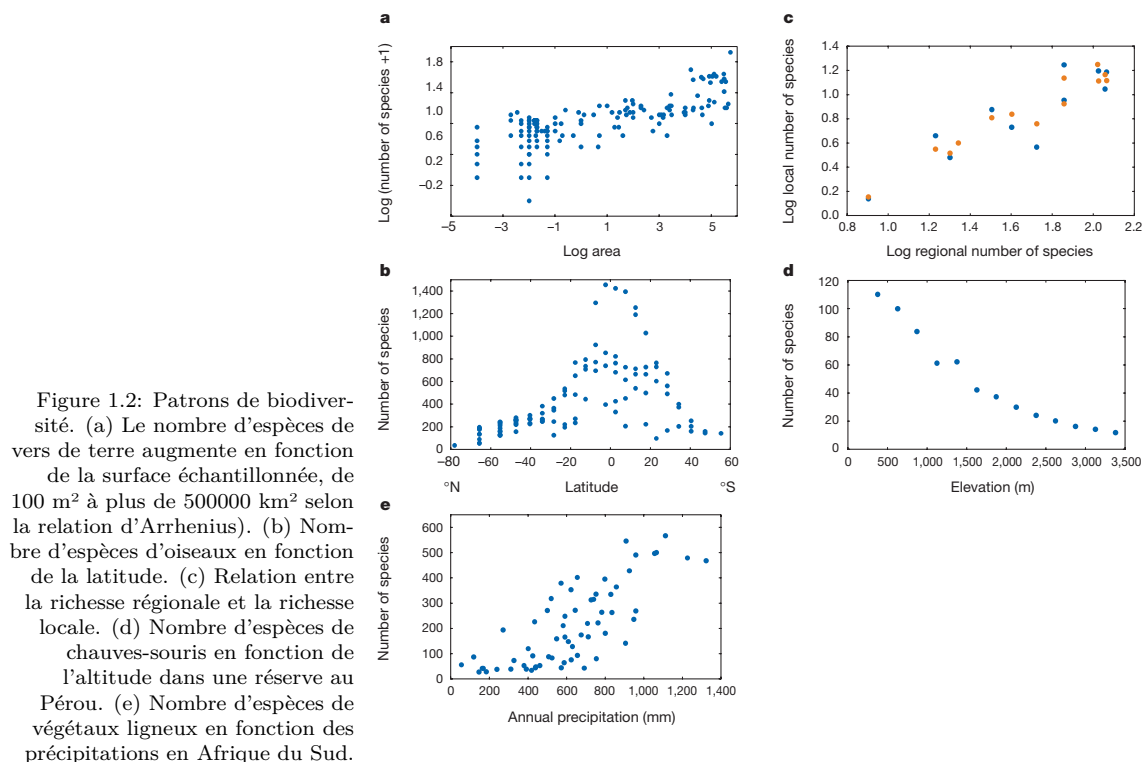 a
Log (number of species +1)
1.8
1.4
1.0
0.6
0.2
−0.2
−5
−3
−1
1
3
5
Log area
c
Log local number of species
1.4
1.2
1.0
0.8
0.6
0.4
0.2
0.0
0.8
1.0
1.2
1.4
1.6
1.8
2.0
2.2
Log regional number of species
b
Number of species
1,400
1,200
1,000
800
600
400
200
0
−80
−60
−40
−20
0
20
40
60
°N
Latitude
°S
d
Number of species
120
100
80
60
40
20
0
0
500
1,000
1,500
2,000
2,500
3,000
3,500
Elevation (m)
e
Number of species
600
500
400
300
200
100
0
0
200
400
600
800
1,000
1,200
1,400
Annual precipitation (mm)
Figure 1.2: Patrons de biodiver-
sité. (a) Le nombre d'espèces de
vers de terre augmente en fonction
de la surface échantillonnée, de
100 m² à plus de 500000 km² selon
la relation d'Arrhenius). (b) Nom-
bre d'espèces d'oiseaux en fonction
de la latitude. (c) Relation entre
la richesse régionale et la richesse
locale. (d) Nombre d'espèces de
chauves-souris en fonction de
l'altitude dans une réserve au
Pérou. (e) Nombre d'espèces de
végétaux ligneux en fonction des
précipitations en Afrique du Sud.